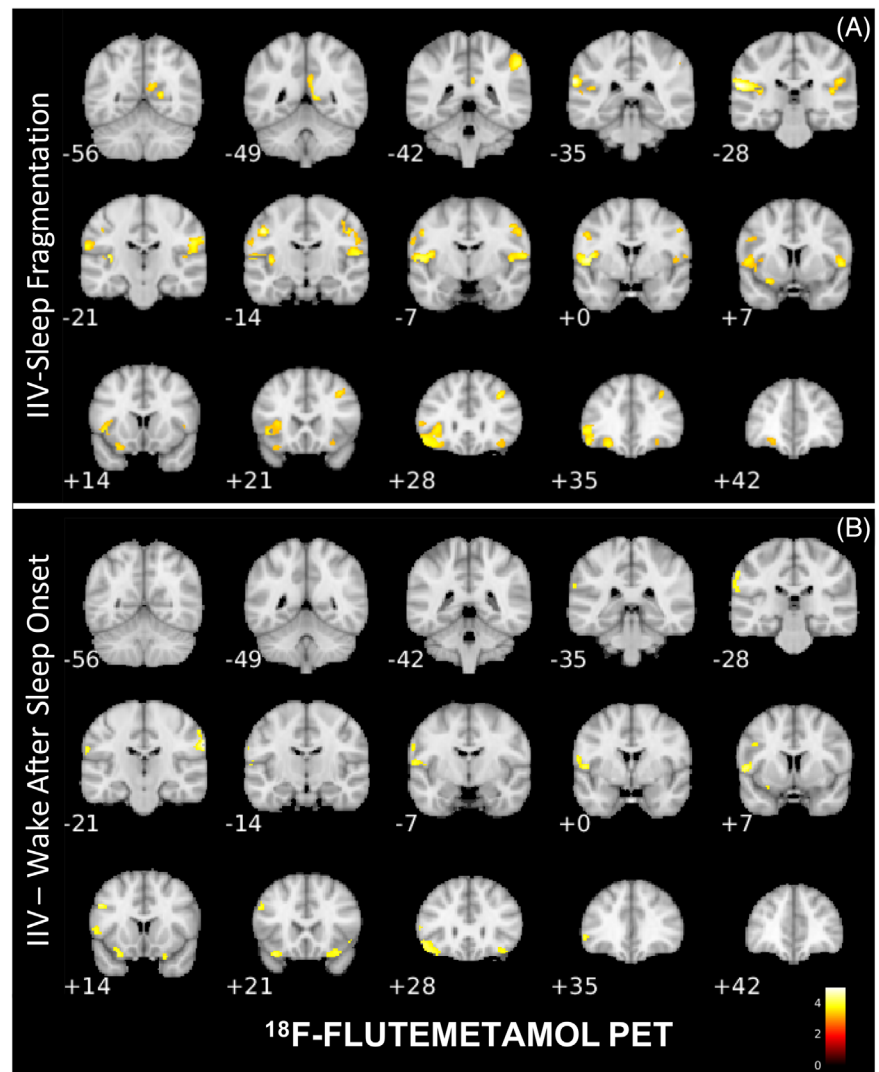 (A)
IIV-Sleep Fragmentation
-56 -49 -42 -35 -28
-21 -14 -7 +0 +7
+14 +21 +28 +35 +42
(B)
IIV – Wake After Sleep Onset
-56 -49 -42 -35 -28
-21 -14 -7 +0 +7
+14 +21 +28 +35 +42
¹⁸F-FLUTEMETAMOL PET
4
2
0